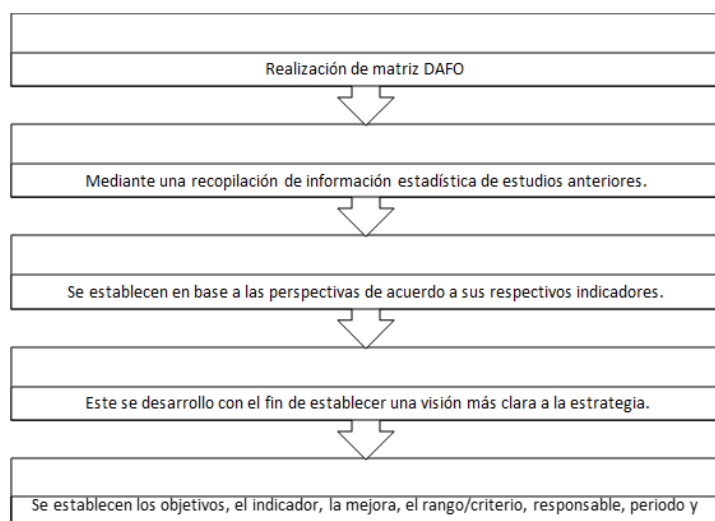 Realización de matriz DAFO
Mediante una recopilación de información estadística de estudios anteriores.
Se establecen en base a las perspectivas de acuerdo a sus respectivos indicadores.
Este se desarrollo con el fin de establecer una visión más clara a la estrategia.
Se establecen los objetivos, el indicador, la mejora, el rango/criterio, responsable, periodo y